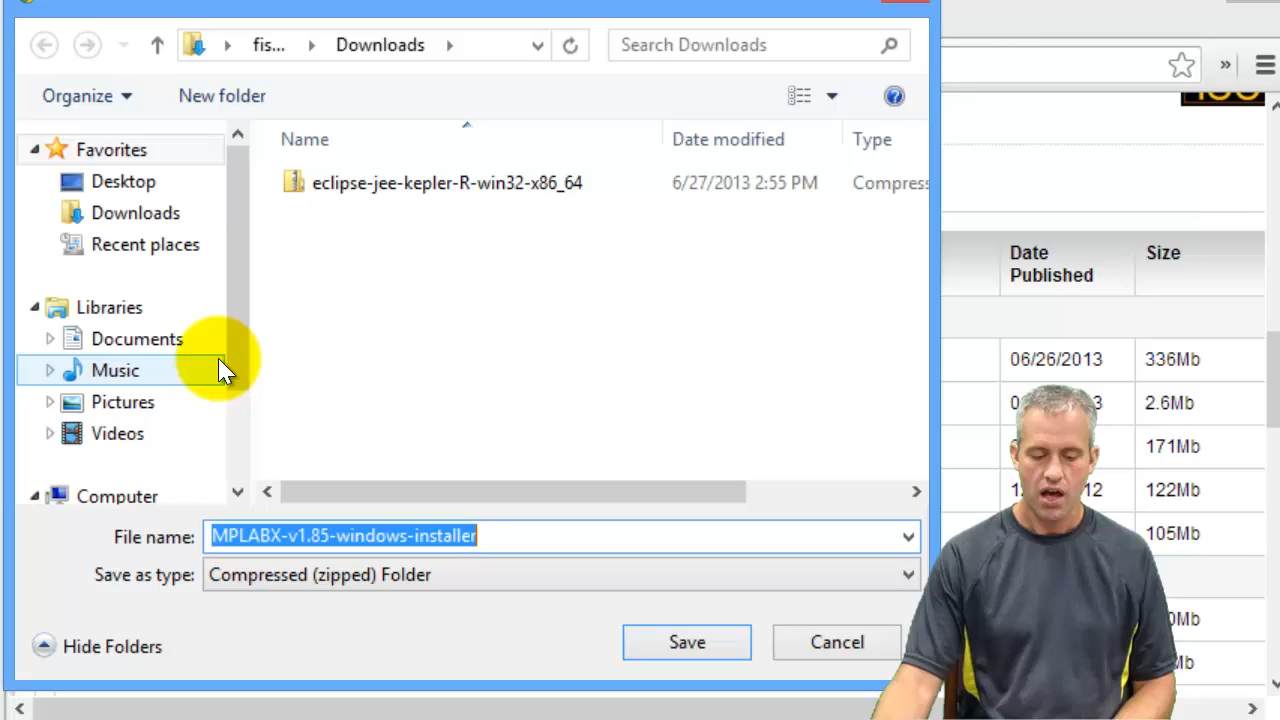 fis... Downloads Search Downloads
»
Organize New folder
Favorites
Desktop
Downloads
Recent places
Libraries
Documents
Music
Pictures
Videos
Computer
Name Date modified Type
eclipse-jee-kepler-R-win32-x86_64 6/27/2013 2:55 PM Compress
File name: MPLABX-v1.85-windows-installer
Save as type: Compressed (zipped) Folder
Hide Folders Save Cancel
Date Published Size
06/26/2013 336Mb
2.6Mb
171Mb
122Mb
105Mb